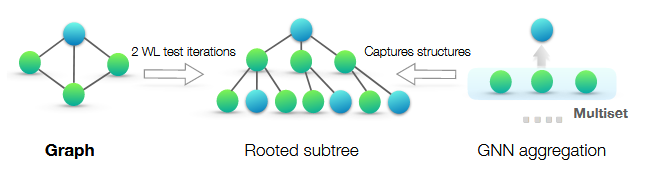 2 WL test iterations
Captures structures
Multiset
Graph
Rooted subtree
GNN aggregation